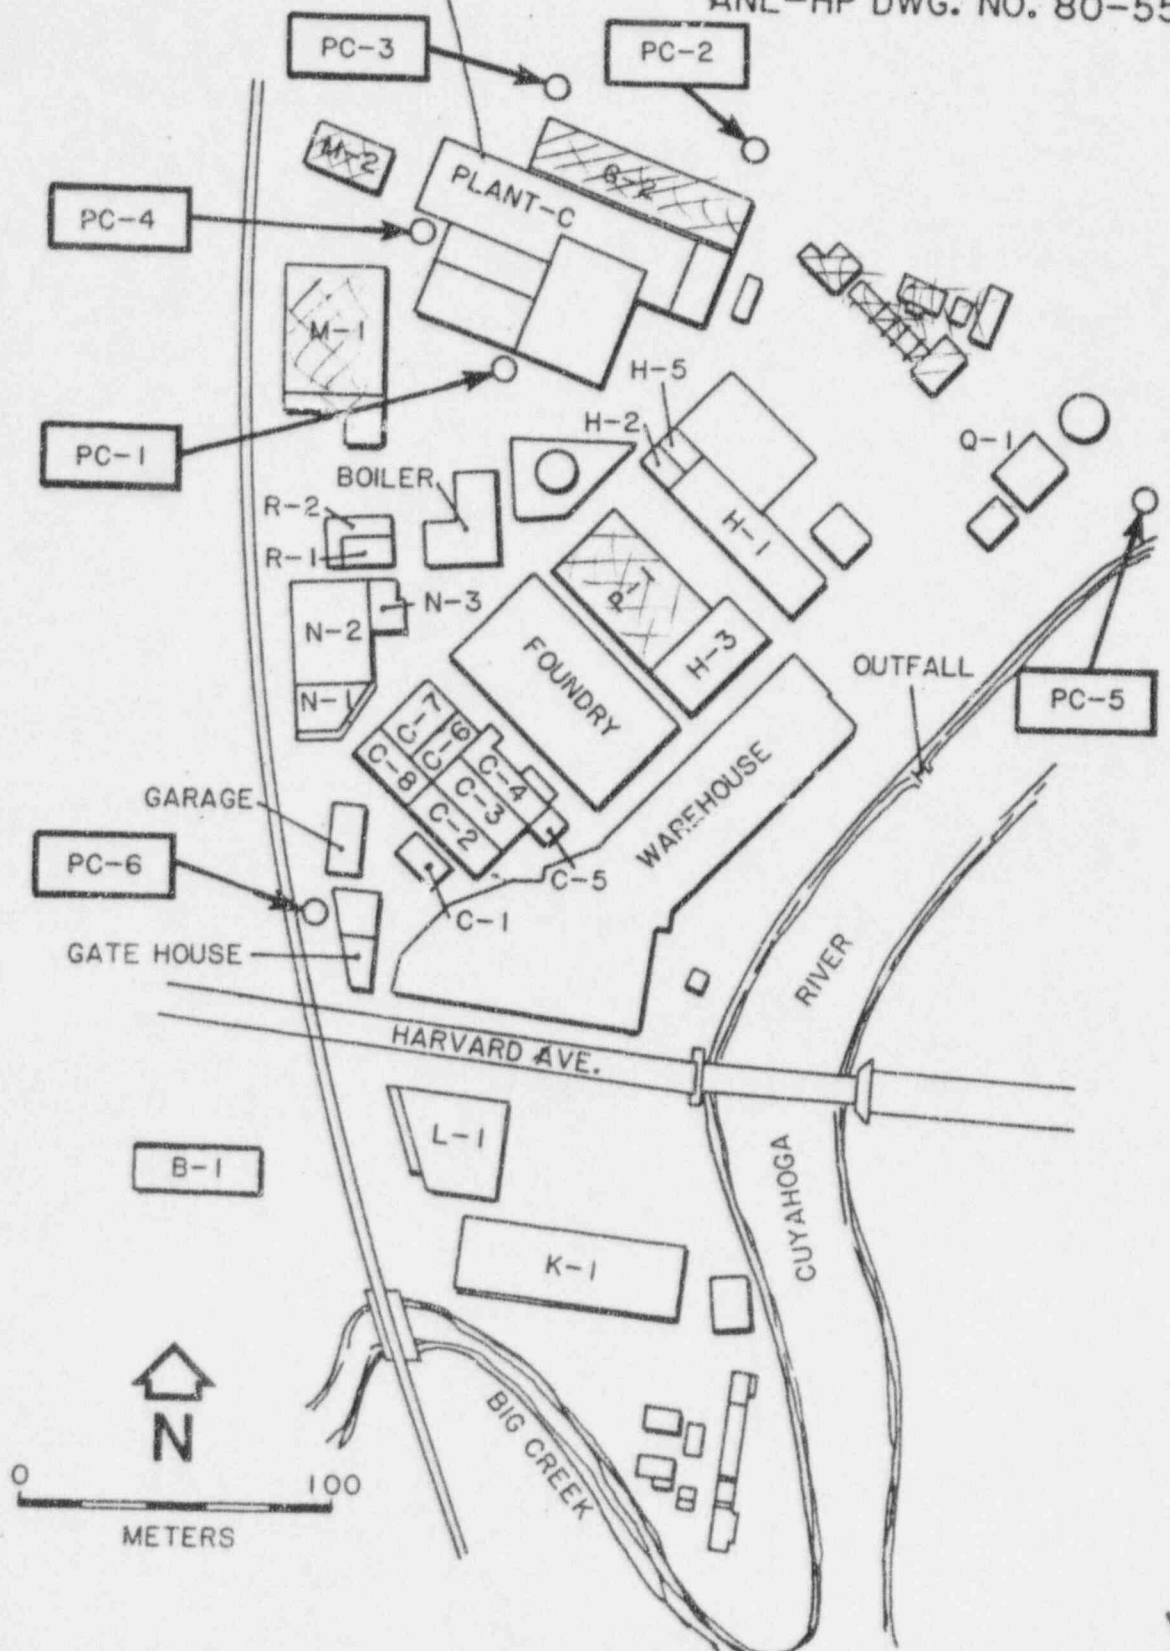 ANL-HP DWG. NO. 80-55
PC-3
PC-2
M-2
G-2
PLANT-C
PC-4
M-1
H-5
H-2
Q-1
PC-1
BOILER
R-2
H-1
R-1
P-1
N-3
N-2
H-3
FOUNDRY
OUTFALL
PC-5
N-1
C-7
C-6
C-4
C-8
C-3
WAREHOUSE
GARAGE
C-2
PC-6
C-5
C-1
GATE HOUSE
RIVER
HARVARD AVE.
L-1
B-1
CUYAHOGA
K-1
N
BIG CREEK
0 100
METERS